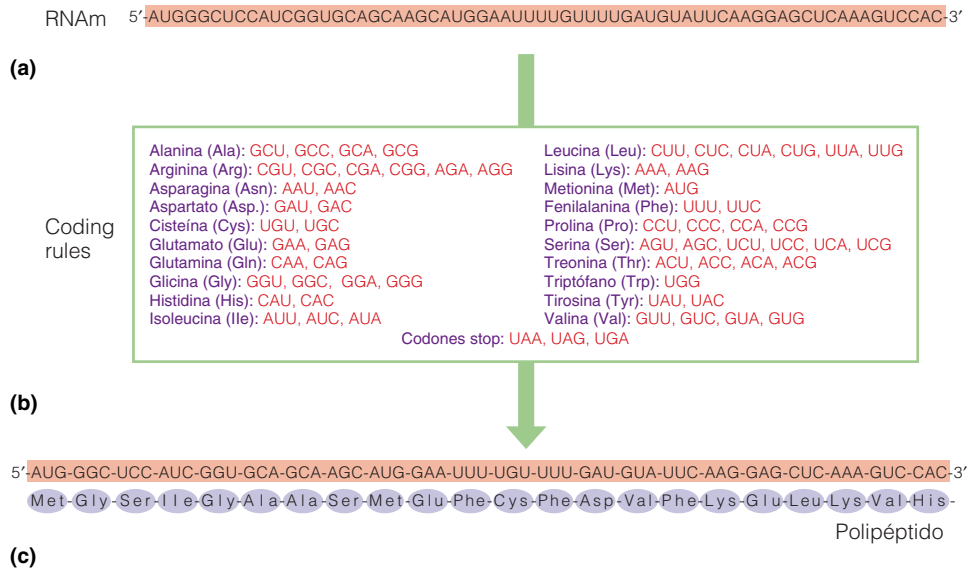 RNAm 5′-AUGGGCUCCAUCGGUGCAGCAAGCAUGGAAUUUUGUUUUGAUGUAUUCAAGGAGCUCAAAGUCCAC-3′
(a)
Coding rules
Alanina (Ala): GCU, GCC, GCA, GCG
Arginina (Arg): CGU, CGC, CGA, CGG, AGA, AGG
Asparagina (Asn): AAU, AAC
Aspartato (Asp.): GAU, GAC
Cisteína (Cys): UGU, UGC
Glutamato (Glu): GAA, GAG
Glutamina (Gln): CAA, CAG
Glicina (Gly): GGU, GGC, GGA, GGG
Histidina (His): CAU, CAC
Isoleucina (Ile): AUU, AUC, AUA
Leucina (Leu): CUU, CUC, CUA, CUG, UUA, UUG
Lisina (Lys): AAA, AAG
Metionina (Met): AUG
Fenilalanina (Phe): UUU, UUC
Prolina (Pro): CCU, CCC, CCA, CCG
Serina (Ser): AGU, AGC, UCU, UCC, UCA, UCG
Treonina (Thr): ACU, ACC, ACA, ACG
Triptófano (Trp): UGG
Tirosina (Tyr): UAU, UAC
Valina (Val): GUU, GUC, GUA, GUG
Codones stop: UAA, UAG, UGA
(b)
5′-AUG-GGC-UCC-AUC-GGU-GCA-GCA-AGC-AUG-GAA-UUU-UGU-UUU-GAU-GUA-UUC-AAG-GAG-CUC-AAA-GUC-CAC-3′
Met-Gly-Ser-Ile-Gly-Ala-Ala-Ser-Met-Glu-Phe-Cys-Phe-Asp-Val-Phe-Lys-Glu-Leu-Lys-Val-His-
Polipéptido
(c)